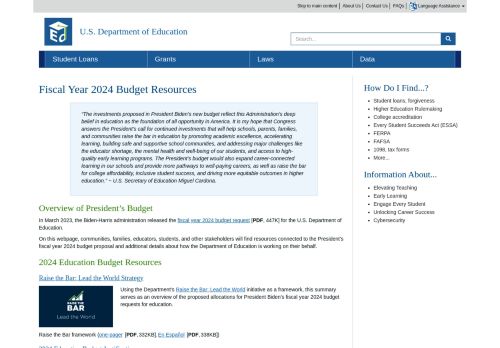 Skip to main content | About Us | Contact Us | FAQs | Language Assistance
U.S. Department of Education
Search...
Student Loans
Grants
Laws
Data
Fiscal Year 2024 Budget Resources
"The investments proposed in President Biden's new budget reflect this Administration's deep
belief in education as the foundation of all opportunity in America. It is my hope that Congress
answers the President's call for continued investments that will help schools, parents, families,
and communities raise the bar in education by promoting academic excellence, accelerating
learning, building safe and supportive school communities, and addressing major challenges like
the educator shortage, the mental health and well-being of our students, and access to high-
quality early learning programs. The President's budget would also expand career-connected
learning in our schools and provide more pathways to well-paying careers, as well as raise the bar
for college affordability, inclusive student success, and driving more equitable outcomes in higher
education." ~ U.S. Secretary of Education Miguel Cardona.
Overview of President's Budget
In March 2023, the Biden-Harris administration released the fiscal year 2024 budget request [PDF, 447K] for the U.S. Department of
Education.
On this webpage, communities, families, educators, students, and other stakeholders will find resources connected to the President's
fiscal year 2024 budget proposal and additional details about how the Department of Education is working on their behalf.
2024 Education Budget Resources
Raise the Bar: Lead the World Strategy
RAISE THE
BAR
Lead the World
Using the Department's Raise the Bar: Lead the World initiative as a framework, this summary
serves as an overview of the proposed allocations for President Biden's fiscal year 2024 budget
requests for education.
Raise the Bar framework (one-pager [PDF, 332KB], En Español [PDF, 338KB])
How Do I Find...?
Student loans, forgiveness
Higher Education Rulemaking
College accreditation
Every Student Succeeds Act (ESSA)
FERPA
FAFSA
1098, tax forms
More...
Information About...
Elevating Teaching
Early Learning
Engage Every Student
Unlocking Career Success
Cybersecurity